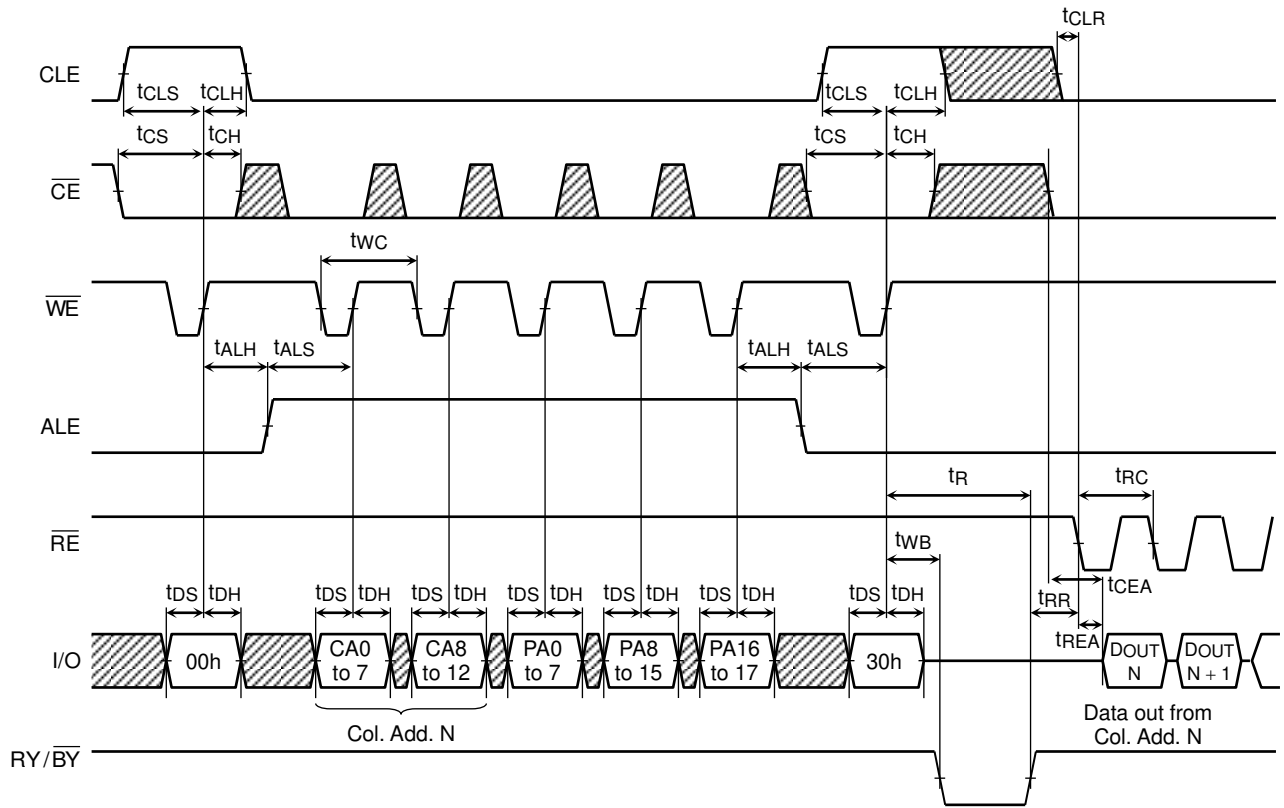 tCLR
CLE
tCLS tCLH tCLS tCLH
tCS tCH tCS tCH
CE
tWC
WE
tALH tALS tALH tALS
ALE
tR tRC
RE
tWB
tDS tDH tDS tDH tDS tDH tDS tDH tDS tDH tDS tDH tDS tDH tRR tCEA
tREA
I/O 00h CA0 to 7 CA8 to 12 PA0 to 7 PA8 to 15 PA16 to 17 30h DOUT N DOUT N + 1
Col. Add. N
Data out from
Col. Add. N
RY/BY